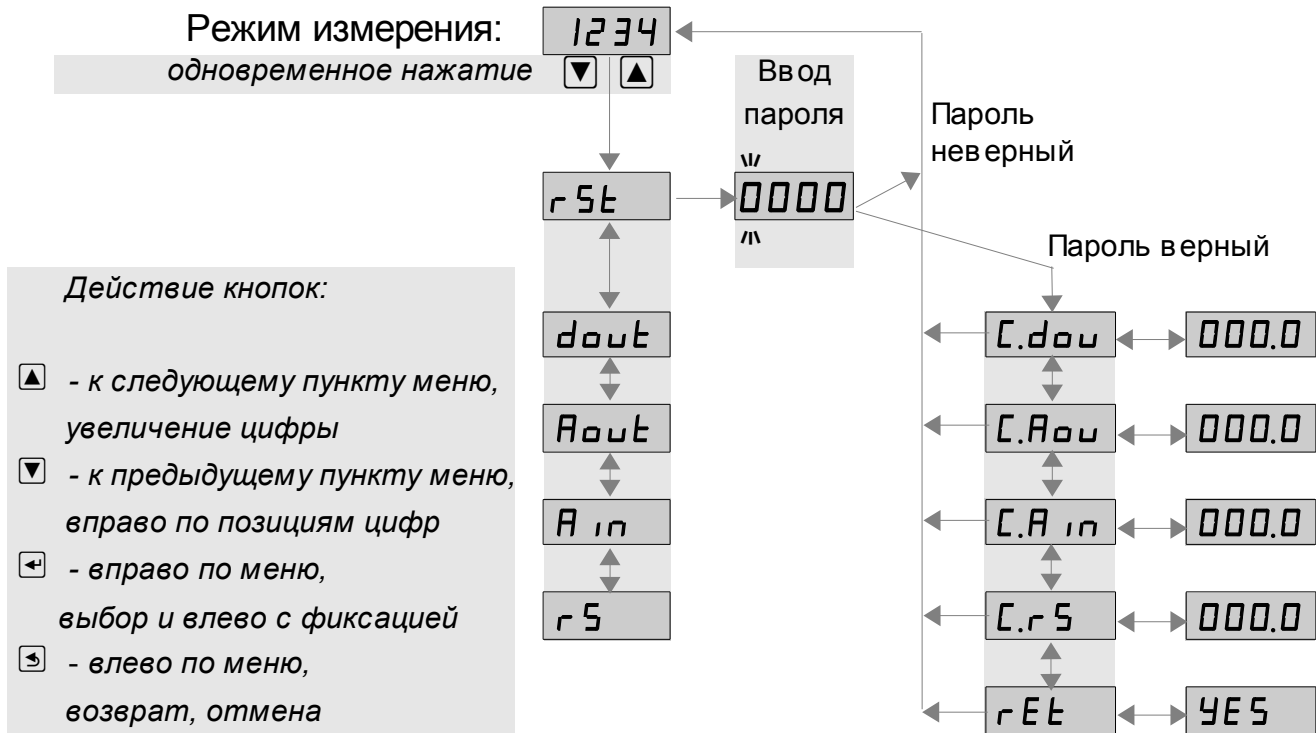 Режим измерения:
1234
одновременное нажатие
Ввод
пароля
Пароль
неверный
rSt
0000
Пароль верный
Действие кнопок:
- к следующему пункту меню,
увеличение цифры
- к предыдущему пункту меню,
вправо по позициям цифр
- вправо по меню,
выбор и влево с фиксацией
- влево по меню,
возврат, отмена
dout
Aout
A in
rS
C.dou
000.0
C.Aou
000.0
C.A in
000.0
C.rS
000.0
rEt
YES